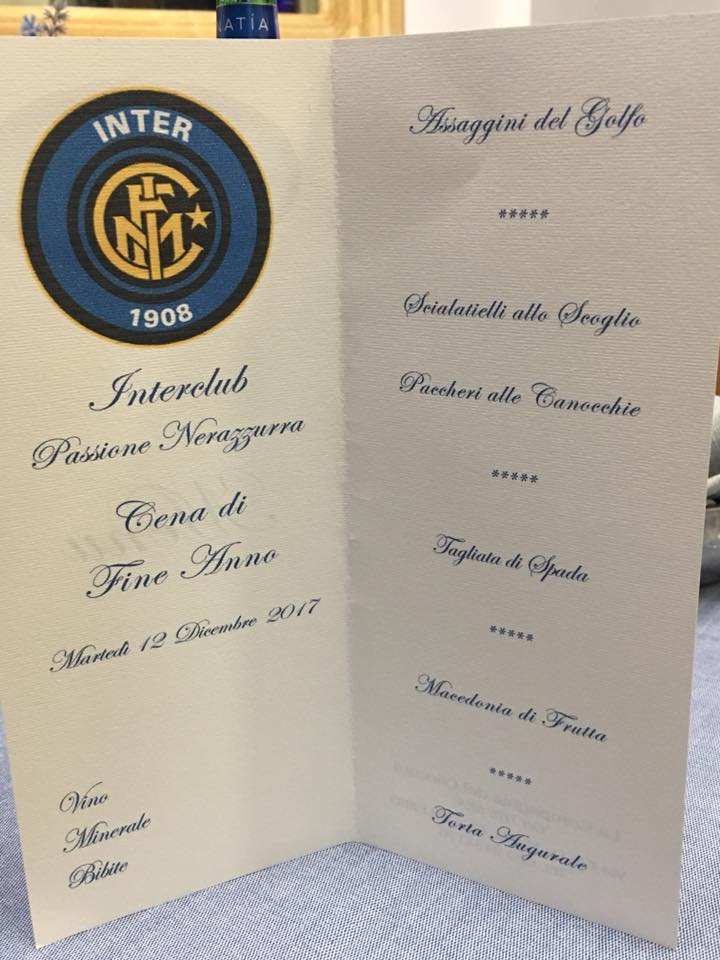 NATIA
INTER
1908
Interclub
Passione Nerazzurra
Cena di
Fine Anno
Martedì 12 Dicembre 2017
Vino
Minerale
Bibite
Assaggini del Golfo
*****
Scialatielli allo Scoglio
Paccheri alle Canocchie
*****
Tagliata di Spada
*****
Macedonia di Frutta
*****
Torta Augurale